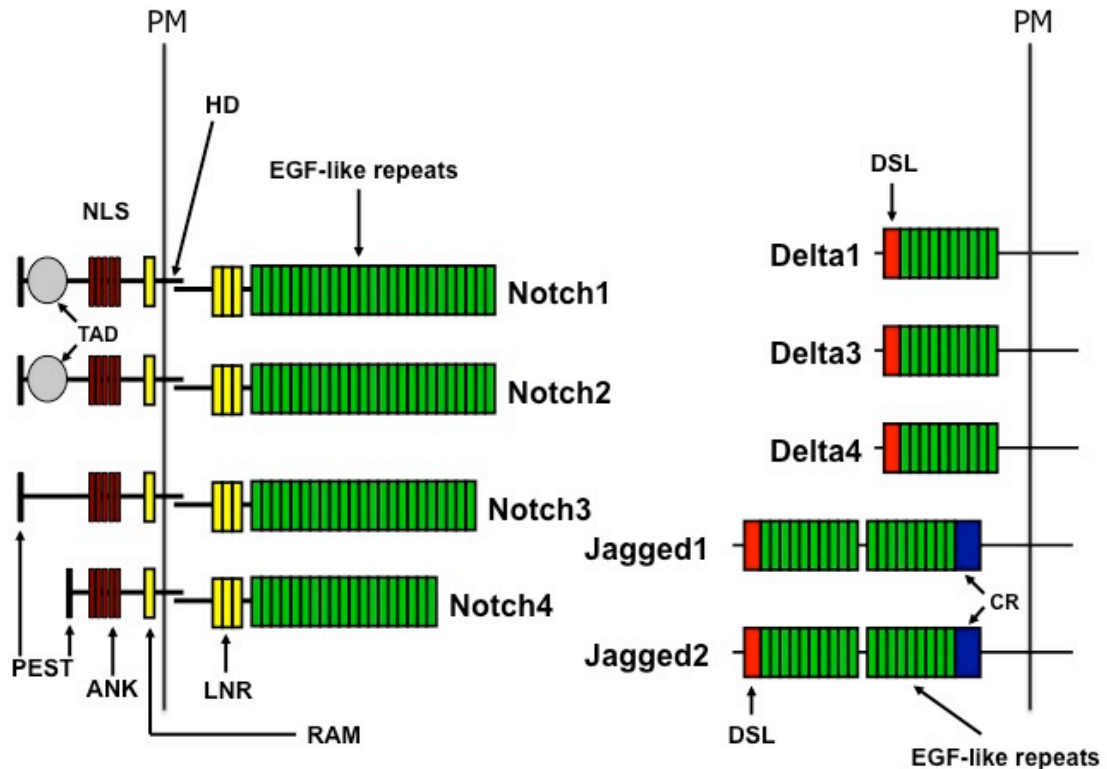 PM
PM
HD
EGF-like repeats
DSL
NLS
Delta1
Notch1
TAD
Delta3
Notch2
Delta4
Notch3
Jagged1
Notch4
CR
PEST
ANK
LNR
Jagged2
RAM
DSL
EGF-like repeats